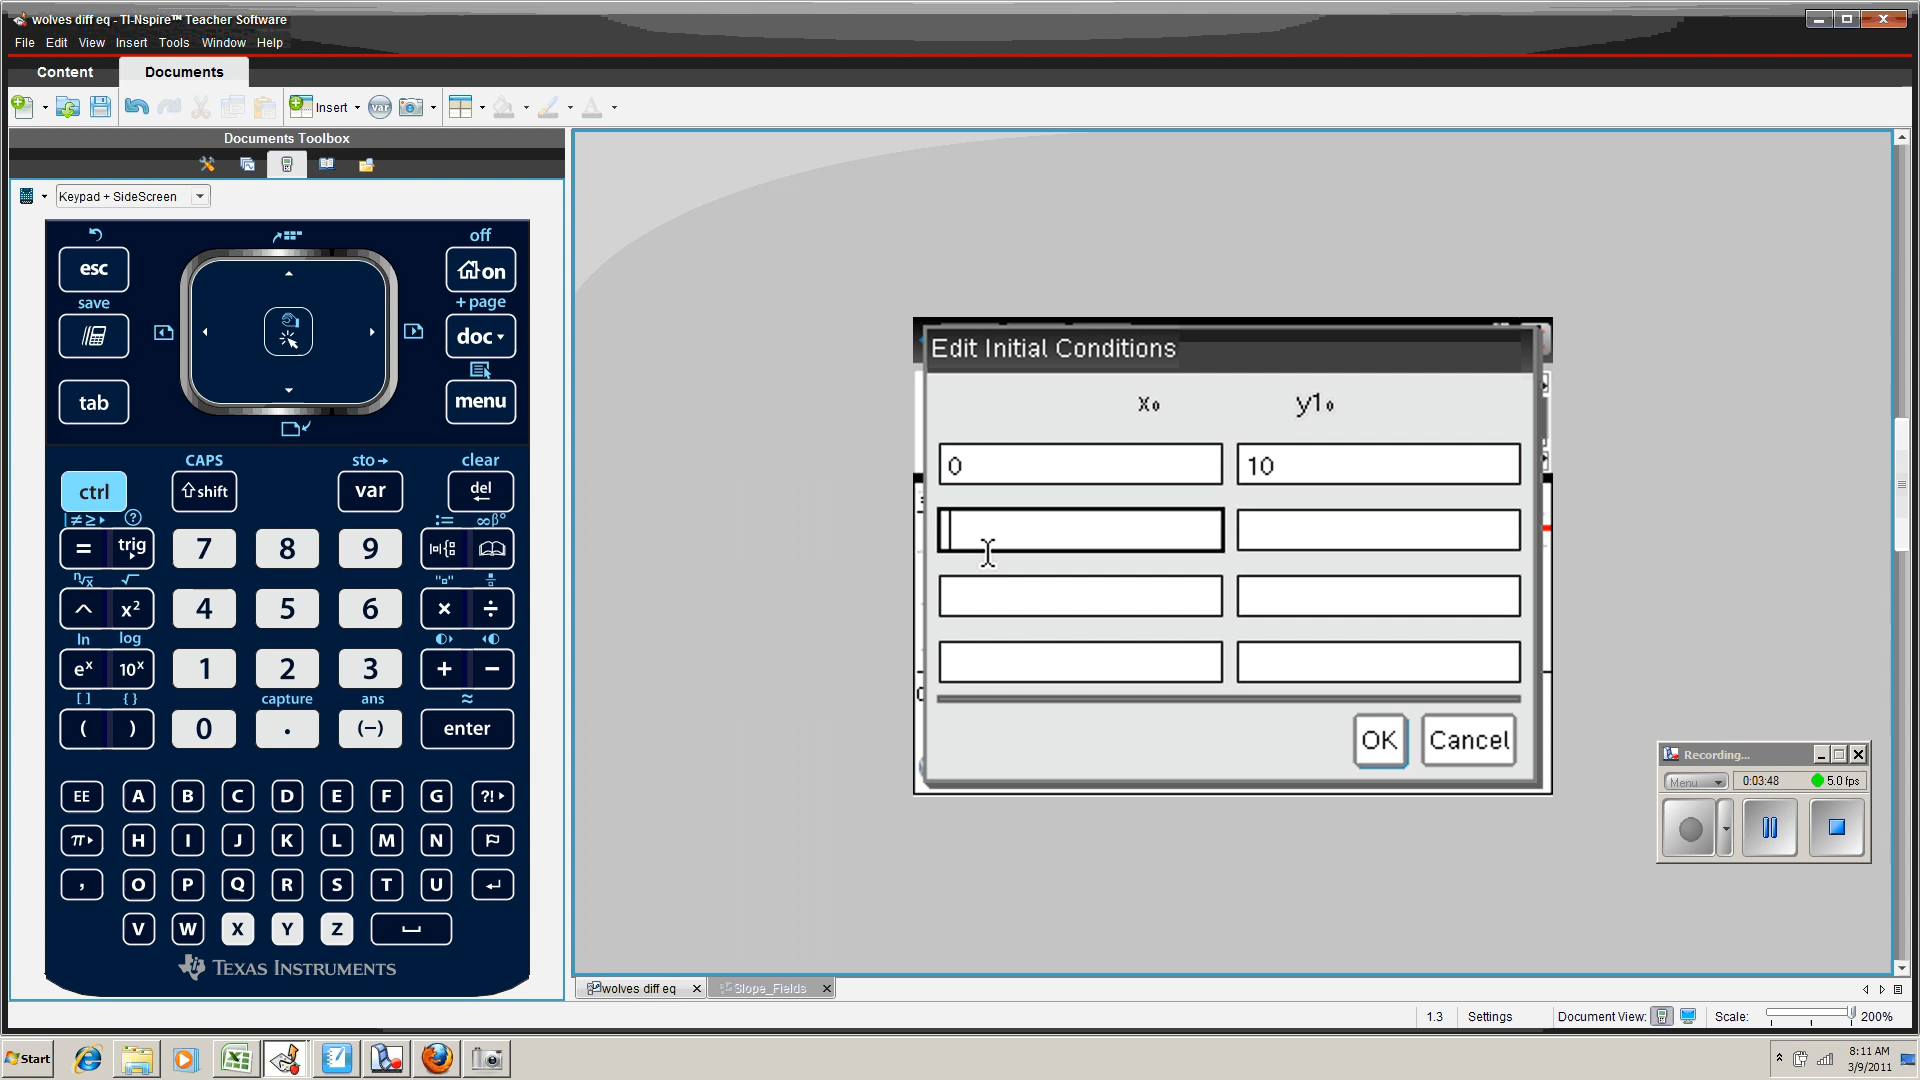 wolves diff eq - TI-Nspire™ Teacher Software
File Edit View Insert Tools Window Help
Content Documents
Insert var A
Documents Toolbox
Keypad + SideScreen
off
esc on
save + page
doc
tab menu
CAPS sto→ clear
ctrl ⇧shift var del
|≠≥▸ ? := ∞β°
= trig 7 8 9
ⁿ√x √ "▫"
^ x² 4 5 6 × ÷
ln log
eˣ 10ˣ 1 2 3 + −
[ ] { } capture ans ≈
( ) 0 . (−) enter
EE A B C D E F G ?!▸
π▸ H I J K L M N
, O P Q R S T U
V W X Y Z
TEXAS INSTRUMENTS
Edit Initial Conditions
x₀ y1₀
0 10
OK Cancel
Recording...
Menu 0:03:48 5.0 fps
wolves diff eq Slope_Fields
1.3 Settings Document View: Scale: 200%
Start 8:11 AM
3/9/2011